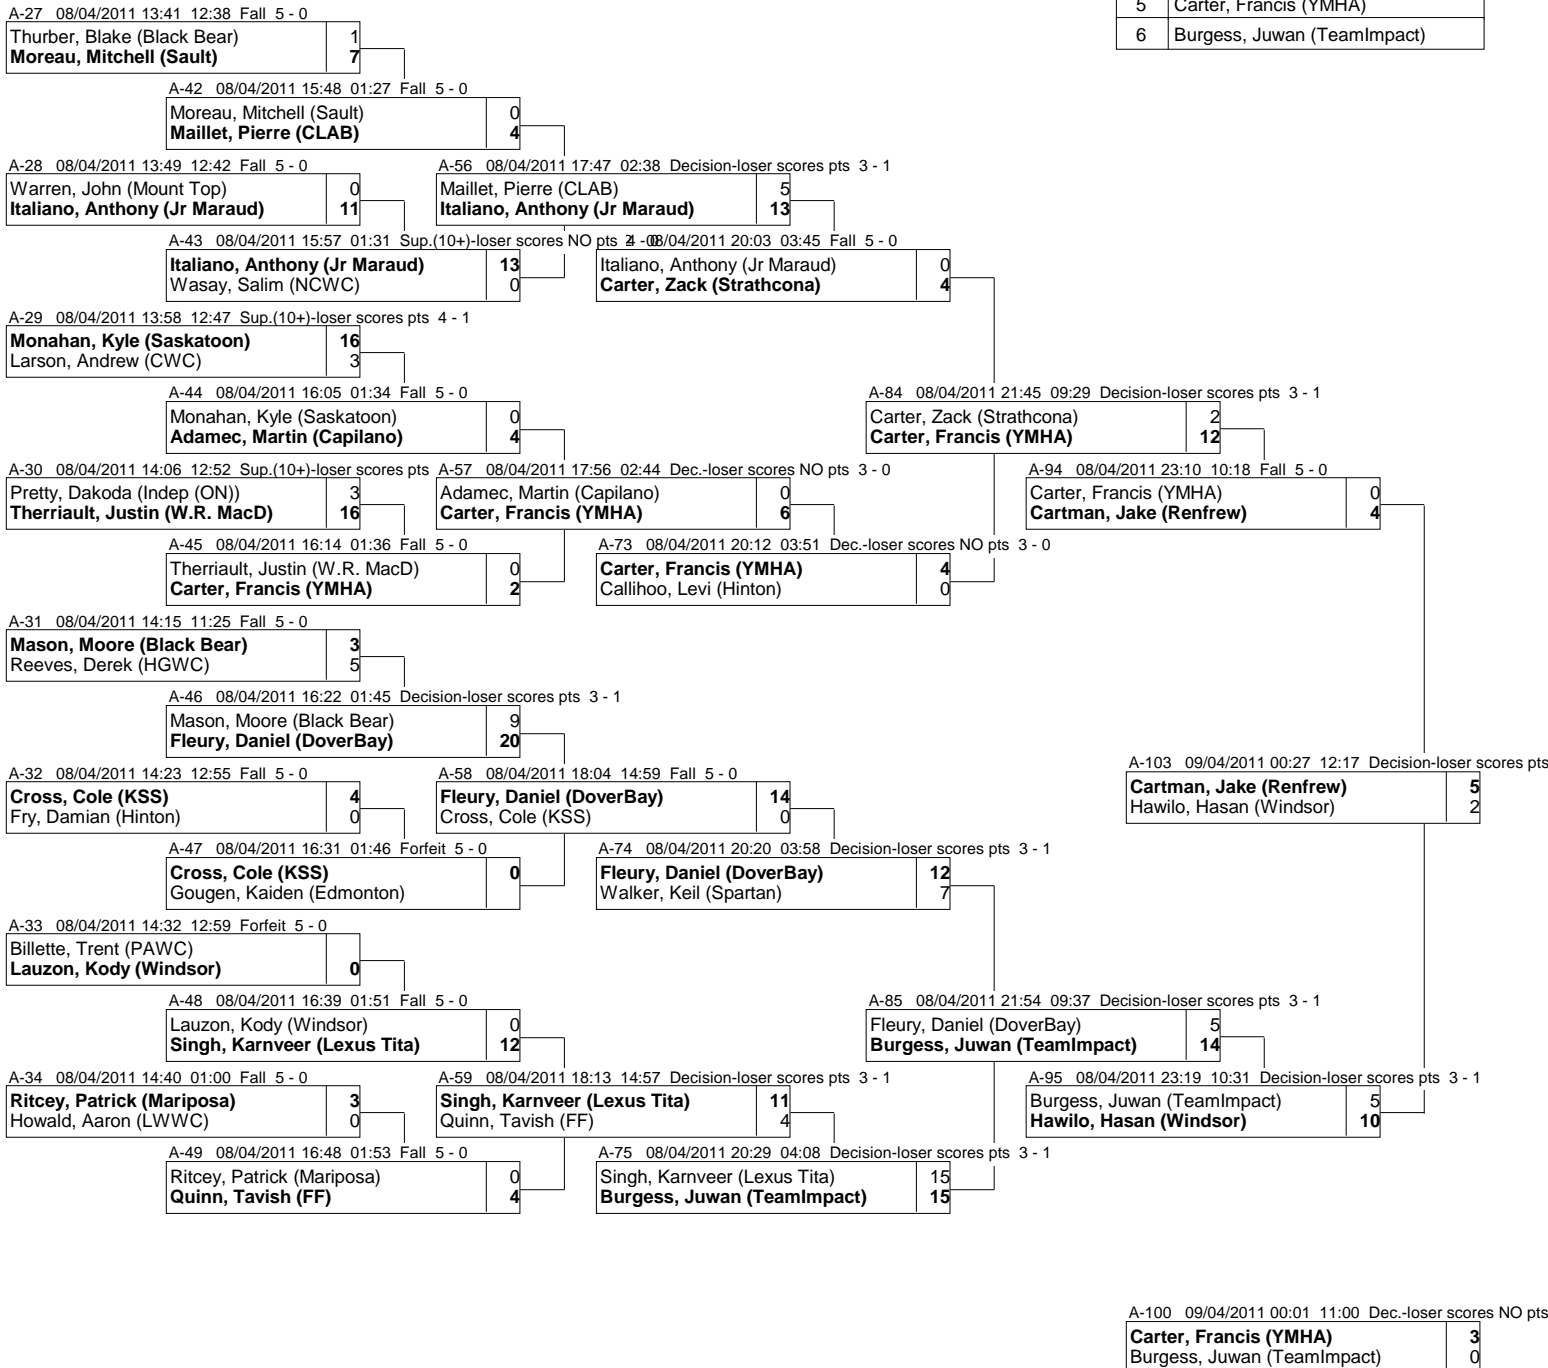 5 Carter, Francis (YMHA)
6 Burgess, Juwan (TeamImpact)
A-27 08/04/2011 13:41 12:38 Fall 5 - 0
Thurber, Blake (Black Bear) 1
Moreau, Mitchell (Sault) 7
A-42 08/04/2011 15:48 01:27 Fall 5 - 0
Moreau, Mitchell (Sault) 0
Maillet, Pierre (CLAB) 4
A-28 08/04/2011 13:49 12:42 Fall 5 - 0
Warren, John (Mount Top) 0
Italiano, Anthony (Jr Maraud) 11
A-56 08/04/2011 17:47 02:38 Decision-loser scores pts 3 - 1
Maillet, Pierre (CLAB) 5
Italiano, Anthony (Jr Maraud) 13
A-43 08/04/2011 15:57 01:31 Sup.(10+)-loser scores NO pts 4 - 0
Italiano, Anthony (Jr Maraud) 13
Wasay, Salim (NCWC) 0
08/04/2011 20:03 03:45 Fall 5 - 0
Italiano, Anthony (Jr Maraud) 0
Carter, Zack (Strathcona) 4
A-29 08/04/2011 13:58 12:47 Sup.(10+)-loser scores pts 4 - 1
Monahan, Kyle (Saskatoon) 16
Larson, Andrew (CWC) 3
A-44 08/04/2011 16:05 01:34 Fall 5 - 0
Monahan, Kyle (Saskatoon) 0
Adamec, Martin (Capilano) 4
A-84 08/04/2011 21:45 09:29 Decision-loser scores pts 3 - 1
Carter, Zack (Strathcona) 2
Carter, Francis (YMHA) 12
A-30 08/04/2011 14:06 12:52 Sup.(10+)-loser scores pts
Pretty, Dakoda (Indep (ON)) 3
Therriault, Justin (W.R. MacD) 16
A-57 08/04/2011 17:56 02:44 Dec.-loser scores NO pts 3 - 0
Adamec, Martin (Capilano) 0
Carter, Francis (YMHA) 6
A-94 08/04/2011 23:10 10:18 Fall 5 - 0
Carter, Francis (YMHA) 0
Cartman, Jake (Renfrew) 4
A-45 08/04/2011 16:14 01:36 Fall 5 - 0
Therriault, Justin (W.R. MacD) 0
Carter, Francis (YMHA) 2
A-73 08/04/2011 20:12 03:51 Dec.-loser scores NO pts 3 - 0
Carter, Francis (YMHA) 4
Callihoo, Levi (Hinton) 0
A-31 08/04/2011 14:15 11:25 Fall 5 - 0
Mason, Moore (Black Bear) 3
Reeves, Derek (HGWC) 5
A-46 08/04/2011 16:22 01:45 Decision-loser scores pts 3 - 1
Mason, Moore (Black Bear) 9
Fleury, Daniel (DoverBay) 20
A-103 09/04/2011 00:27 12:17 Decision-loser scores pts
Cartman, Jake (Renfrew) 5
Hawilo, Hasan (Windsor) 2
A-32 08/04/2011 14:23 12:55 Fall 5 - 0
Cross, Cole (KSS) 4
Fry, Damian (Hinton) 0
A-58 08/04/2011 18:04 14:59 Fall 5 - 0
Fleury, Daniel (DoverBay) 14
Cross, Cole (KSS) 0
A-47 08/04/2011 16:31 01:46 Forfeit 5 - 0
Cross, Cole (KSS) 0
Gougen, Kaiden (Edmonton)
A-74 08/04/2011 20:20 03:58 Decision-loser scores pts 3 - 1
Fleury, Daniel (DoverBay) 12
Walker, Keil (Spartan) 7
A-33 08/04/2011 14:32 12:59 Forfeit 5 - 0
Billette, Trent (PAWC)
Lauzon, Kody (Windsor) 0
A-48 08/04/2011 16:39 01:51 Fall 5 - 0
Lauzon, Kody (Windsor) 0
Singh, Karnveer (Lexus Tita) 12
A-85 08/04/2011 21:54 09:37 Decision-loser scores pts 3 - 1
Fleury, Daniel (DoverBay) 5
Burgess, Juwan (TeamImpact) 14
A-34 08/04/2011 14:40 01:00 Fall 5 - 0
Ritcey, Patrick (Mariposa) 3
Howald, Aaron (LWWC) 0
A-59 08/04/2011 18:13 14:57 Decision-loser scores pts 3 - 1
Singh, Karnveer (Lexus Tita) 11
Quinn, Tavish (FF) 4
A-95 08/04/2011 23:19 10:31 Decision-loser scores pts 3 - 1
Burgess, Juwan (TeamImpact) 5
Hawilo, Hasan (Windsor) 10
A-49 08/04/2011 16:48 01:53 Fall 5 - 0
Ritcey, Patrick (Mariposa) 0
Quinn, Tavish (FF) 4
A-75 08/04/2011 20:29 04:08 Decision-loser scores pts 3 - 1
Singh, Karnveer (Lexus Tita) 15
Burgess, Juwan (TeamImpact) 15
A-100 09/04/2011 00:01 11:00 Dec.-loser scores NO pts
Carter, Francis (YMHA) 3
Burgess, Juwan (TeamImpact) 0